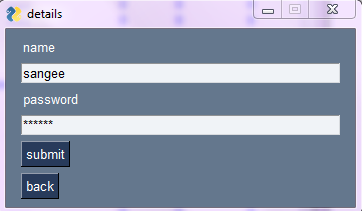 details
name
sangee
password
******
submit
back